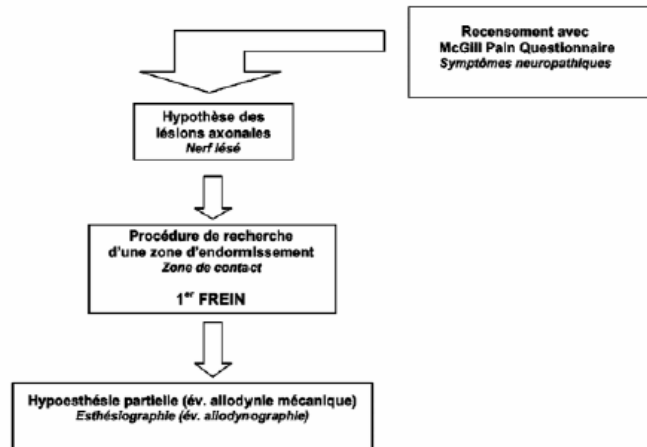 Recensement avec
McGill Pain Questionnaire
Symptômes neuropathiques
Hypothèse des
lésions axonales
Nerf lésé
Procédure de recherche
d'une zone d'endormissement
Zone de contact
1er FREIN
Hypoesthésie partielle (év. allodynie mécanique)
Esthésiographie (év. allodynographie)